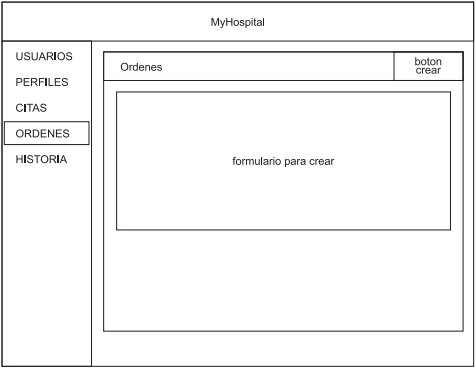 MyHospital
USUARIOS
PERFILES
CITAS
ORDENES
HISTORIA
Ordenes
boton
crear
formulario para crear